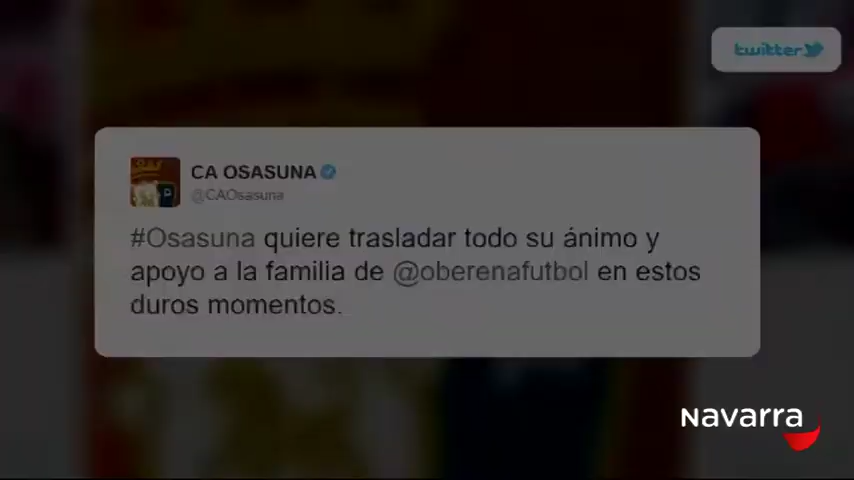 twitter
CA OSASUNA
@CAOsasuna
#Osasuna quiere trasladar todo su ánimo y
apoyo a la familia de @oberenafutbol en estos
duros momentos.
Navarra